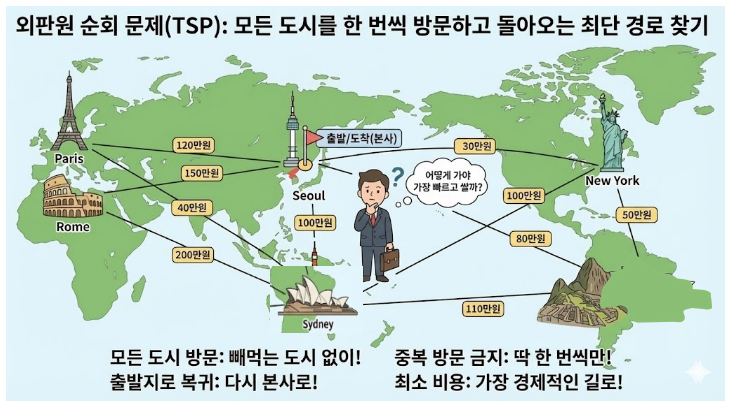 외판원 순회 문제(TSP): 모든 도시를 한 번씩 방문하고 돌아오는 최단 경로 찾기
출발/도착(본사)
120만원
30만원
Paris
150만원
어떻게 가야
가장 빠르고 쌀까?
New York
Seoul
100만원
40만원
50만원
Rome
100만원
80만원
200만원
110만원
Sydney
모든 도시 방문: 빼먹는 도시 없이!
출발지로 복귀: 다시 본사로!
중복 방문 금지: 딱 한 번씩만!
최소 비용: 가장 경제적인 길로!